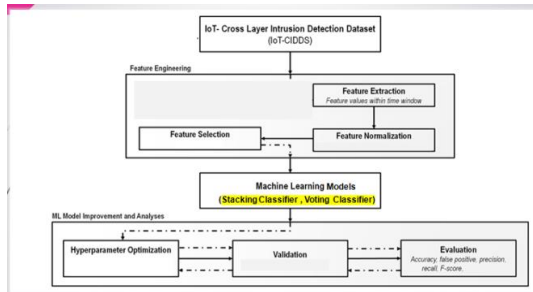 IoT- Cross Layer Intrusion Detection Dataset
(IoT-CIDDS)
Feature Engineering
Feature Extraction
Feature values within time window
Feature Selection
Feature Normalization
Machine Learning Models
(Stacking Classifier , Voting Classifier)
ML Model Improvement and Analyses
Hyperparameter Optimization
Validation
Evaluation
Accuracy, false positive, precision,
recall, F-score,